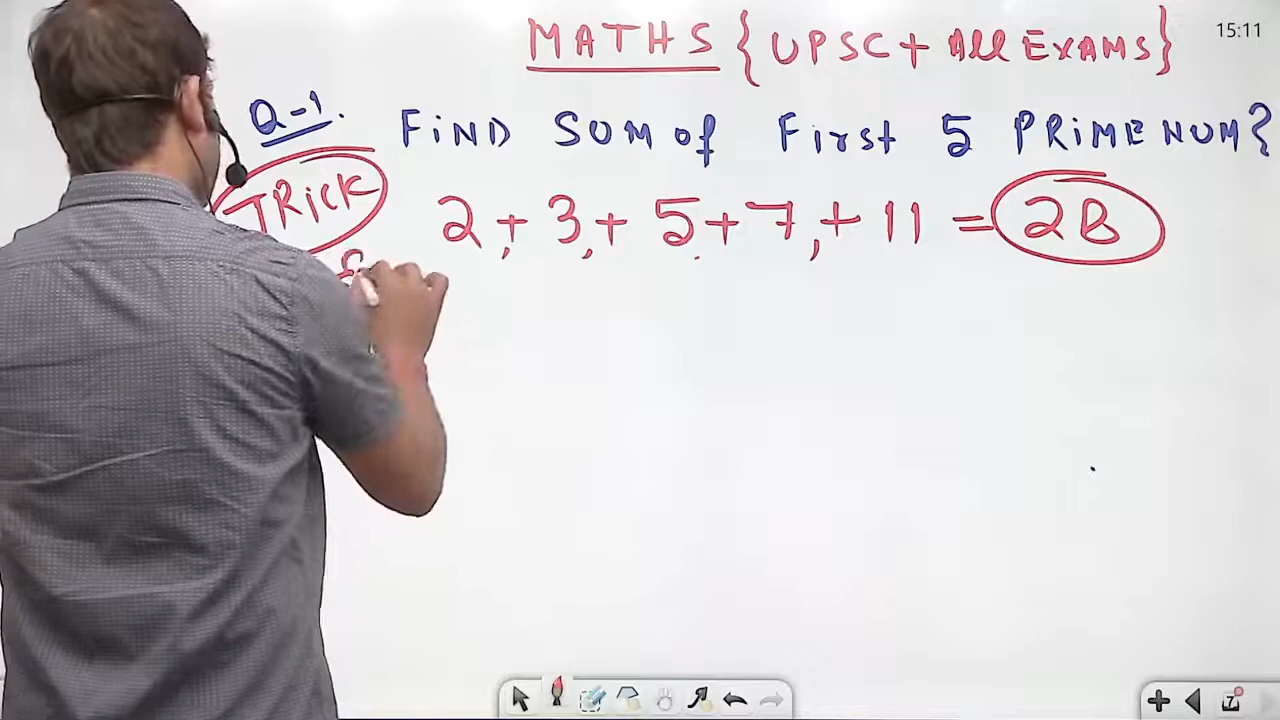 MATHS {UPSC + All EXAMS}
15:11
Q-1. FiND SUM of First 5 PRiME NUM?
TRicK
2 + 3 + 5 + 7 + 11 = 28
f